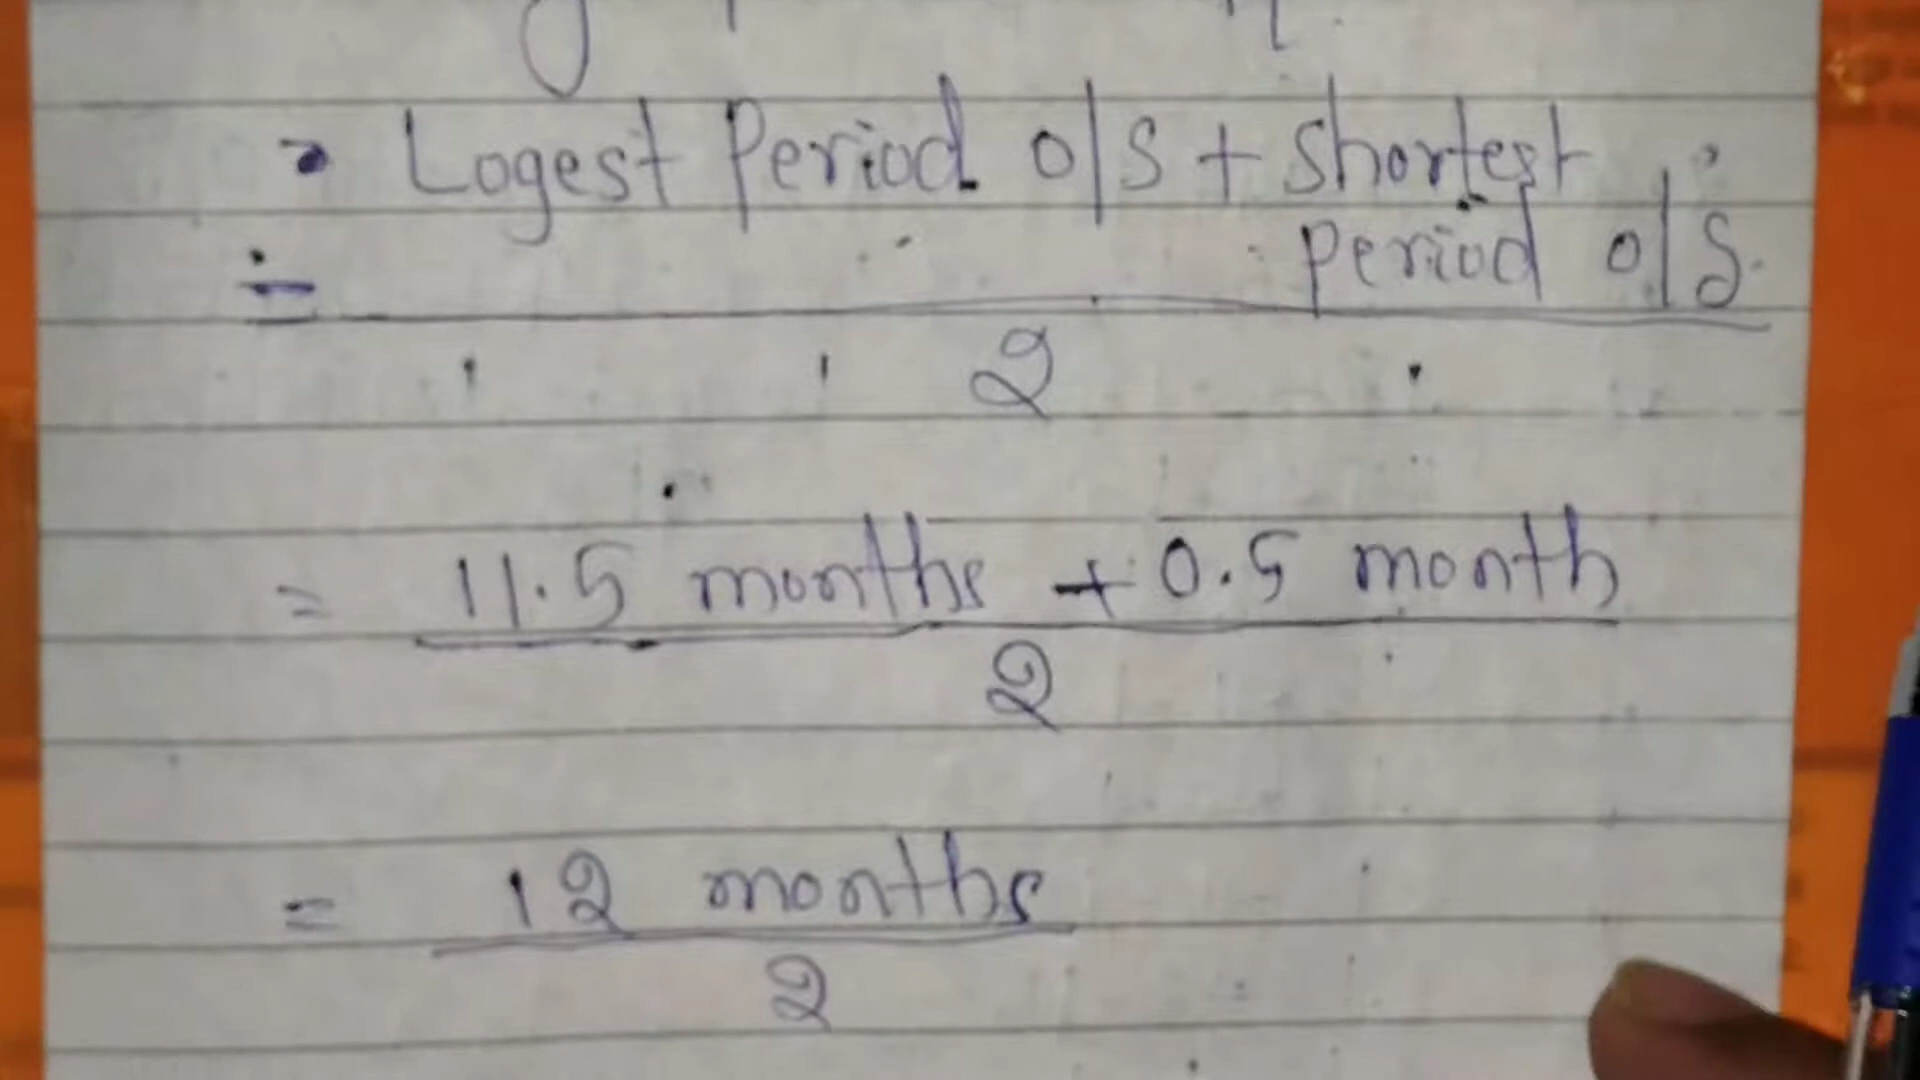 Logest Period o/s + Shortest
Period o/s.
2
= 11.5 months + 0.5 month
2
= 12 months
2